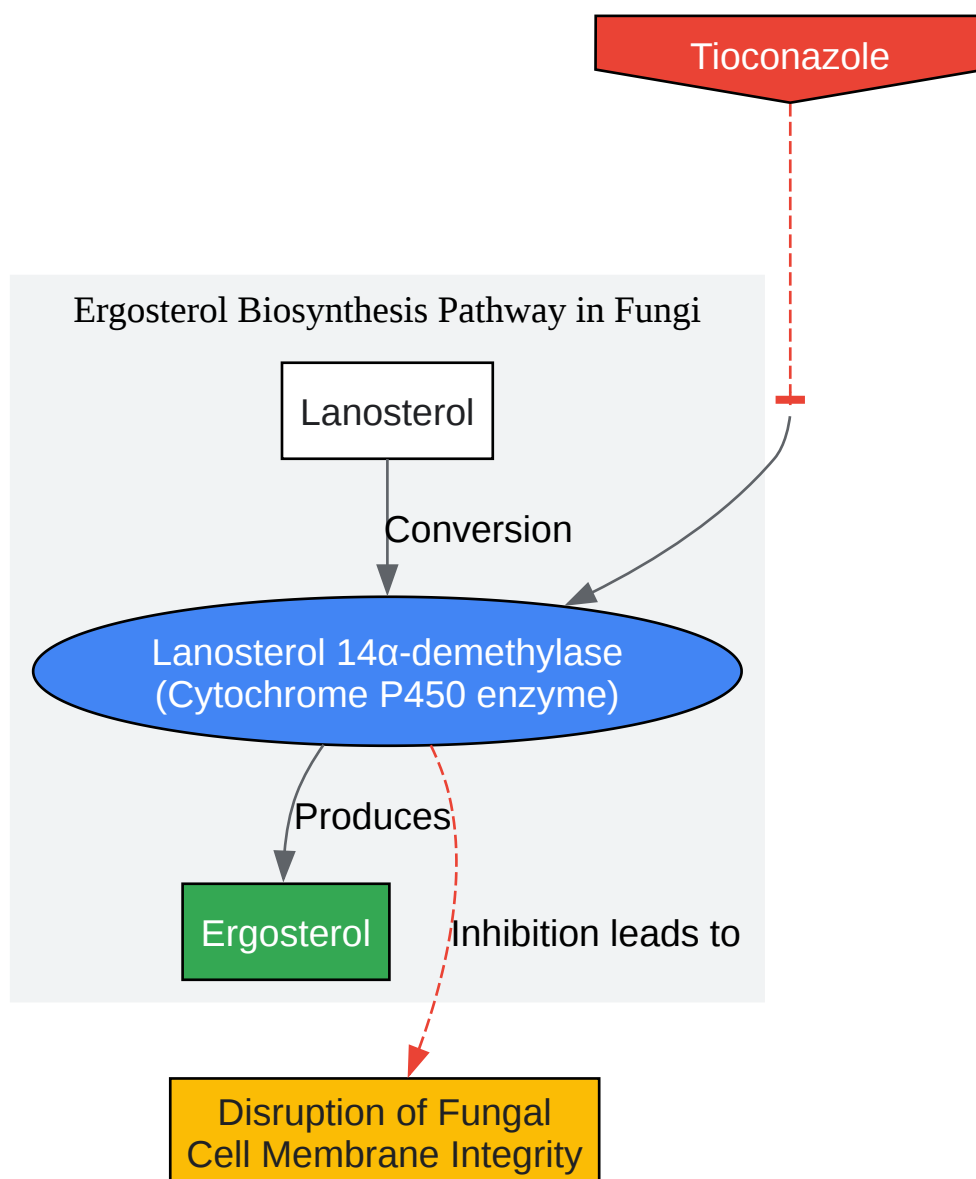 Tioconazole
Ergosterol Biosynthesis Pathway in Fungi
Lanosterol
Conversion
Lanosterol 14α-demethylase
(Cytochrome P450 enzyme)
Produces
Ergosterol
Inhibition leads to
Disruption of Fungal
Cell Membrane Integrity